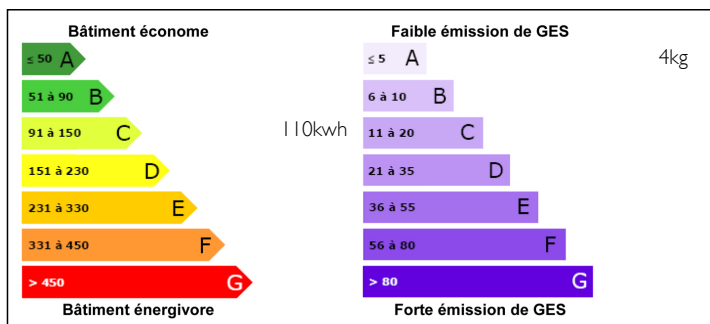 Bâtiment économe
≤ 50 A
51 à 90 B
91 à 150 C
110kwh
151 à 230 D
231 à 330 E
331 à 450 F
> 450 G
Bâtiment énergivore
Faible émission de GES
≤ 5 A
4kg
6 à 10 B
11 à 20 C
21 à 35 D
36 à 55 E
56 à 80 F
> 80 G
Forte émission de GES